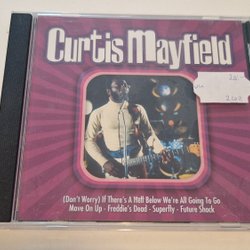 Curtis Mayfield
(Don't Worry) If There's A Hell Below We're All Going To Go
Move On Up - Freddie's Dead - Superfly - Future Shock